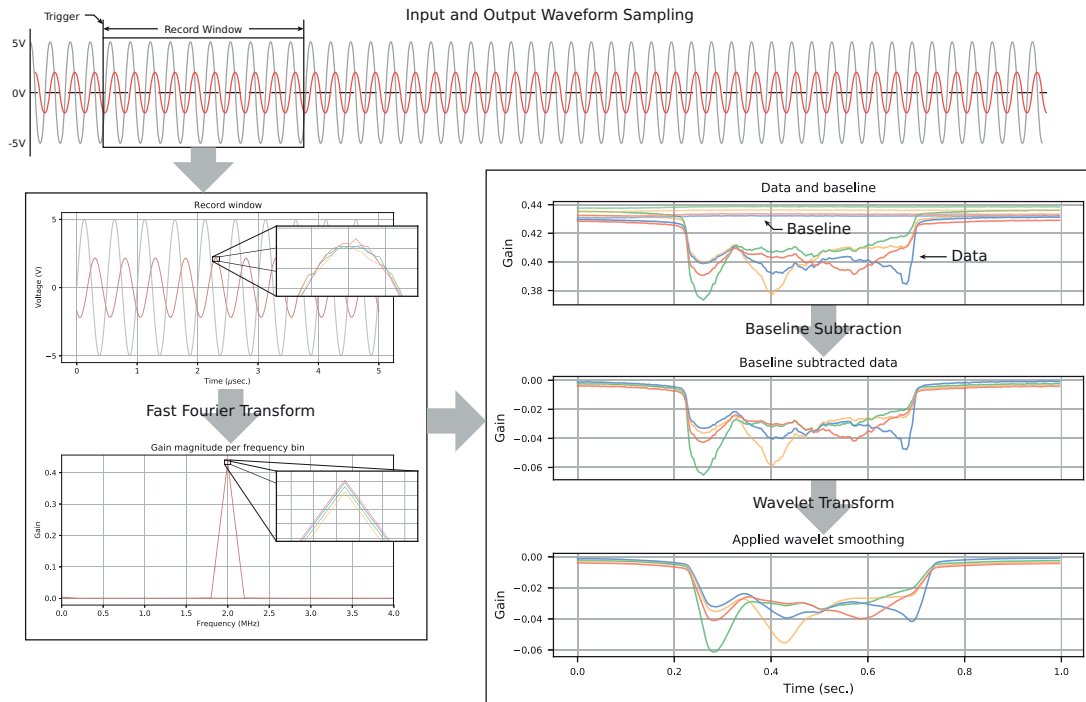 Input and Output Waveform Sampling
Trigger
Record Window
5V
0V
-5V
Record window
Voltage (V)
5
0
−5
0
1
2
3
4
5
Time (μsec.)
Fast Fourier Transform
Gain magnitude per frequency bin
Gain
0.4
0.3
0.2
0.1
0.0
0.0
0.5
1.0
1.5
2.0
2.5
3.0
3.5
4.0
Frequency (MHz)
Data and baseline
Gain
0.44
0.42
0.40
0.38
Baseline
Data
Baseline Subtraction
Baseline subtracted data
Gain
0.00
−0.02
−0.04
−0.06
Wavelet Transform
Applied wavelet smoothing
Gain
0.00
−0.02
−0.04
−0.06
0.0
0.2
0.4
0.6
0.8
1.0
Time (sec.)